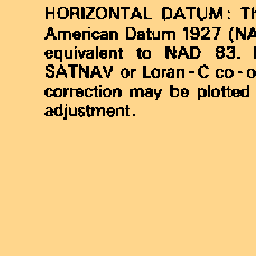 HORIZONTAL DATUM: Th
American Datum 1927 (NA
equivalent to NAD 83.
SATNAV or Loran-C co-o
correction may be plotted
adjustment.